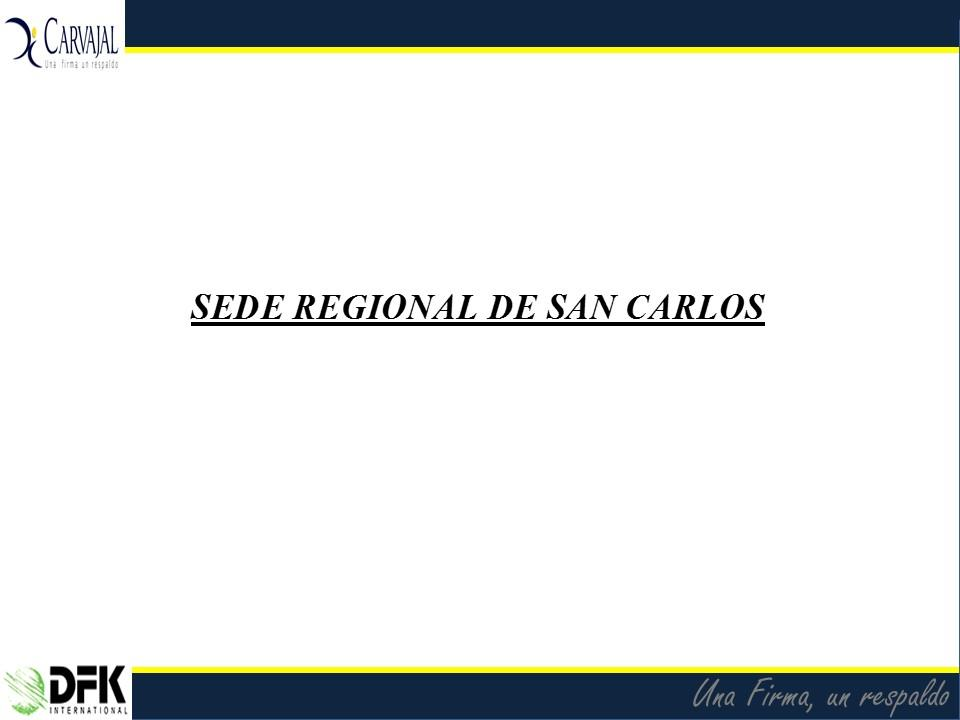 CARVAJAL
Una firma un respaldo
SEDE REGIONAL DE SAN CARLOS
DFK
INTERNATIONAL
Una Firma, un respaldo